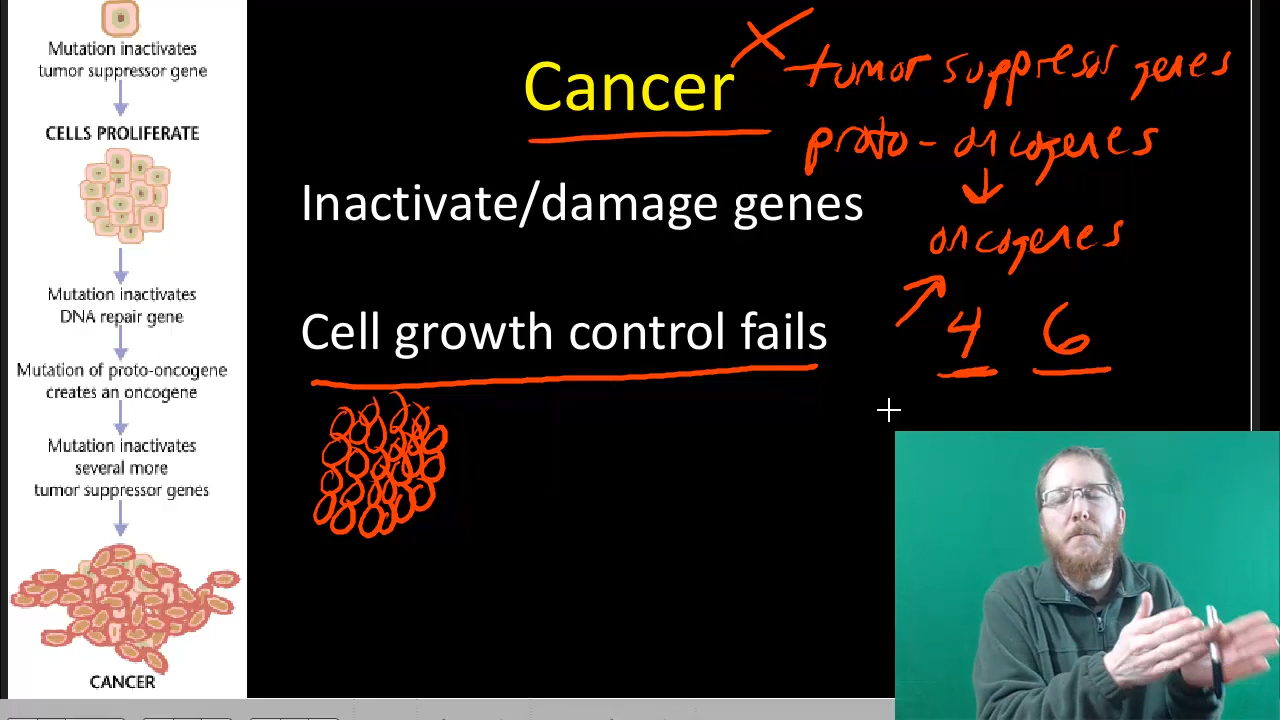 Mutation inactivates
tumor suppressor gene
CELLS PROLIFERATE
Mutation inactivates
DNA repair gene
Mutation of proto-oncogene
creates an oncogene
Mutation inactivates
several more
tumor suppressor genes
CANCER
Cancer
tumor suppresor genes
proto-oncogenes
oncogenes
Inactivate/damage genes
Cell growth control fails
4 6